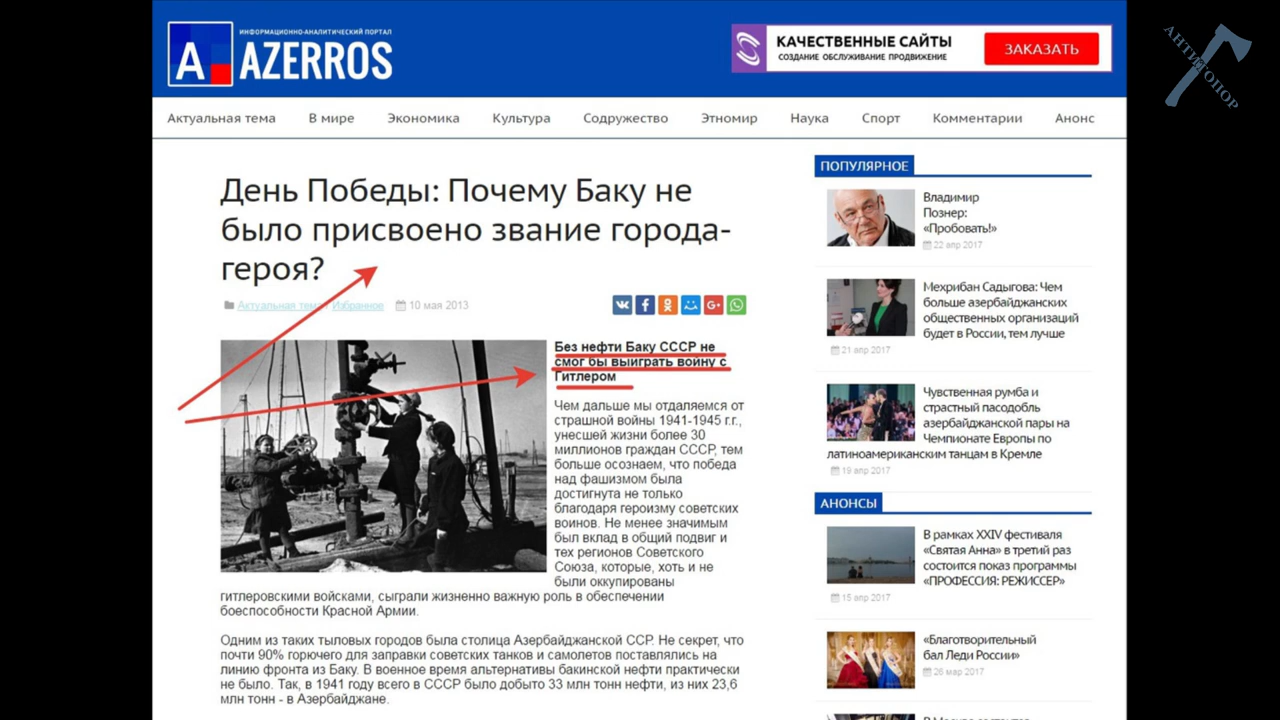 ИНФОРМАЦИОННО-АНАЛИТИЧЕСКИЙ ПОРТАЛ
A AZERROS
КАЧЕСТВЕННЫЕ САЙТЫ
СОЗДАНИЕ ОБСЛУЖИВАНИЕ ПРОДВИЖЕНИЕ
ЗАКАЗАТЬ
АНТИТОПОР
Актуальная тема В мире Экономика Культура Содружество Этномир Наука Спорт Комментарии Анонс
День Победы: Почему Баку не
было присвоено звание города-
героя?
Актуальная тема Избранное 10 мая 2013
Без нефти Баку СССР не
смог бы выиграть войну с
Гитлером
Чем дальше мы отдаляемся от
страшной войны 1941-1945 г.г.,
унесшей жизни более 30
миллионов граждан СССР, тем
больше осознаем, что победа
над фашизмом была
достигнута не только
благодаря героизму советских
воинов. Не менее значимым
был вклад в общий подвиг и
тех регионов Советского
Союза, которые, хоть и не
были оккупированы
гитлеровскими войсками, сыграли жизненно важную роль в обеспечении
боеспособности Красной Армии.
Одним из таких тыловых городов была столица Азербайджанской ССР. Не секрет, что
почти 90% горючего для заправки советских танков и самолетов поставлялись на
линию фронта из Баку. В военное время альтернативы бакинской нефти практически
не было. Так, в 1941 году всего в СССР было добыто 33 млн тонн нефти, из них 23,6
млн тонн - в Азербайджане.
ПОПУЛЯРНОЕ
Владимир
Познер:
«Пробовать!»
22 апр 2017
Мехрибан Садыгова: Чем
больше азербайджанских
общественных организаций
будет в России, тем лучше
21 апр 2017
Чувственная румба и
страстный пасодобль
азербайджанской пары на
Чемпионате Европы по
латиноамериканским танцам в Кремле
19 апр 2017
АНОНСЫ
В рамках XXIV фестиваля
«Святая Анна» в третий раз
состоится показ программы
«ПРОФЕССИЯ: РЕЖИССЕР»
15 апр 2017
«Благотворительный
бал Леди России»
26 мар 2017